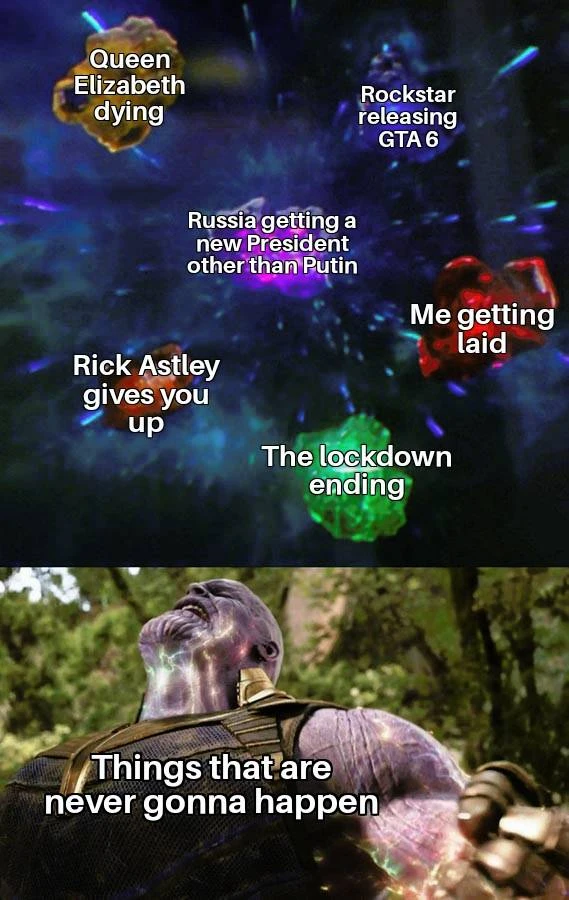 Queen
Elizabeth
dying
Rockstar
releasing
GTA 6
Russia getting a
new President
other than Putin
Me getting
laid
Rick Astley
gives you
up
The lockdown
ending
Things that are
never gonna happen